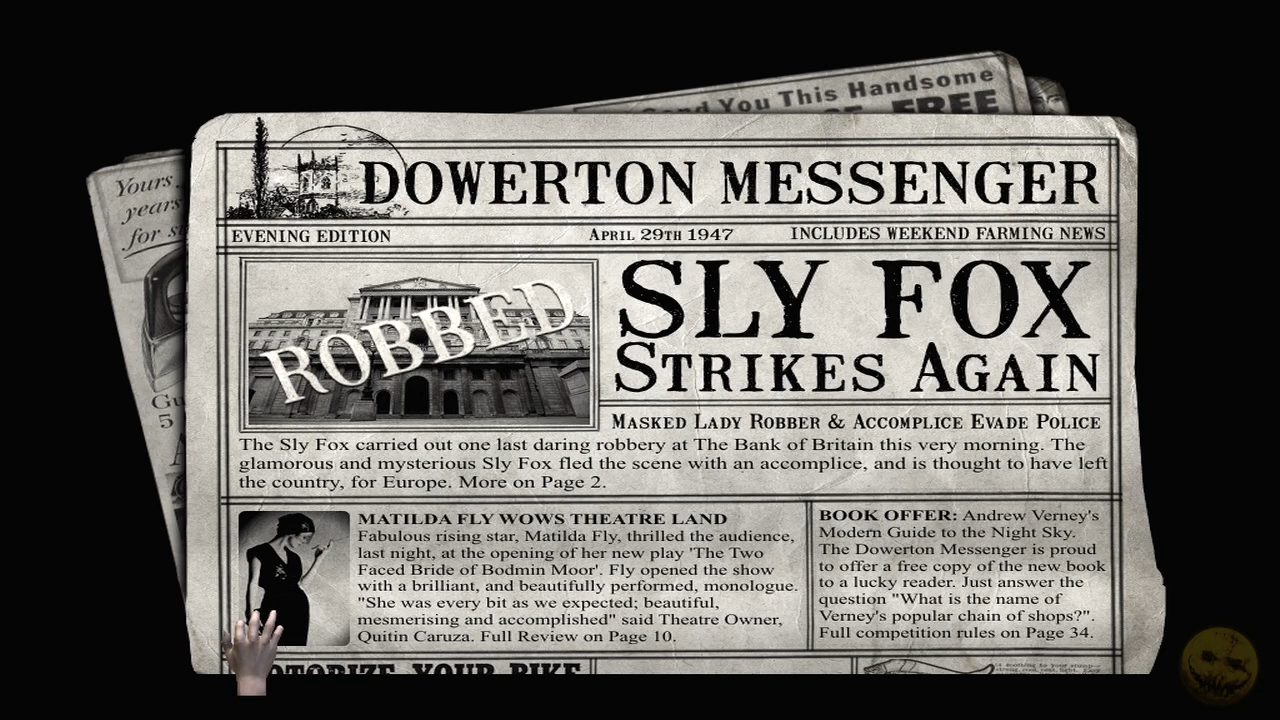 Send You This Handsome
FREE
Yours
years
for
5
DOWERTON MESSENGER
EVENING EDITION
APRIL 29TH 1947
INCLUDES WEEKEND FARMING NEWS
ROBBED
SLY FOX
STRIKES AGAIN
MASKED LADY ROBBER & ACCOMPLICE EVADE POLICE
The Sly Fox carried out one last daring robbery at The Bank of Britain this very morning. The
glamorous and mysterious Sly Fox fled the scene with an accomplice, and is thought to have left
the country, for Europe. More on Page 2.
MATILDA FLY WOWS THEATRE LAND
Fabulous rising star, Matilda Fly, thrilled the audience,
last night, at the opening of her new play 'The Two
Faced Bride of Bodmin Moor'. Fly opened the show
with a brilliant, and beautifully performed, monologue.
"She was every bit as we expected; beautiful,
mesmerising and accomplished" said Theatre Owner,
Quitin Caruza. Full Review on Page 10.
BOOK OFFER: Andrew Verney's
Modern Guide to the Night Sky.
The Dowerton Messenger is proud
to offer a free copy of the new book
to a lucky reader. Just answer the
question "What is the name of
Verney's popular chain of shops?".
Full competition rules on Page 34.
MOTORIZE YOUR BIKE